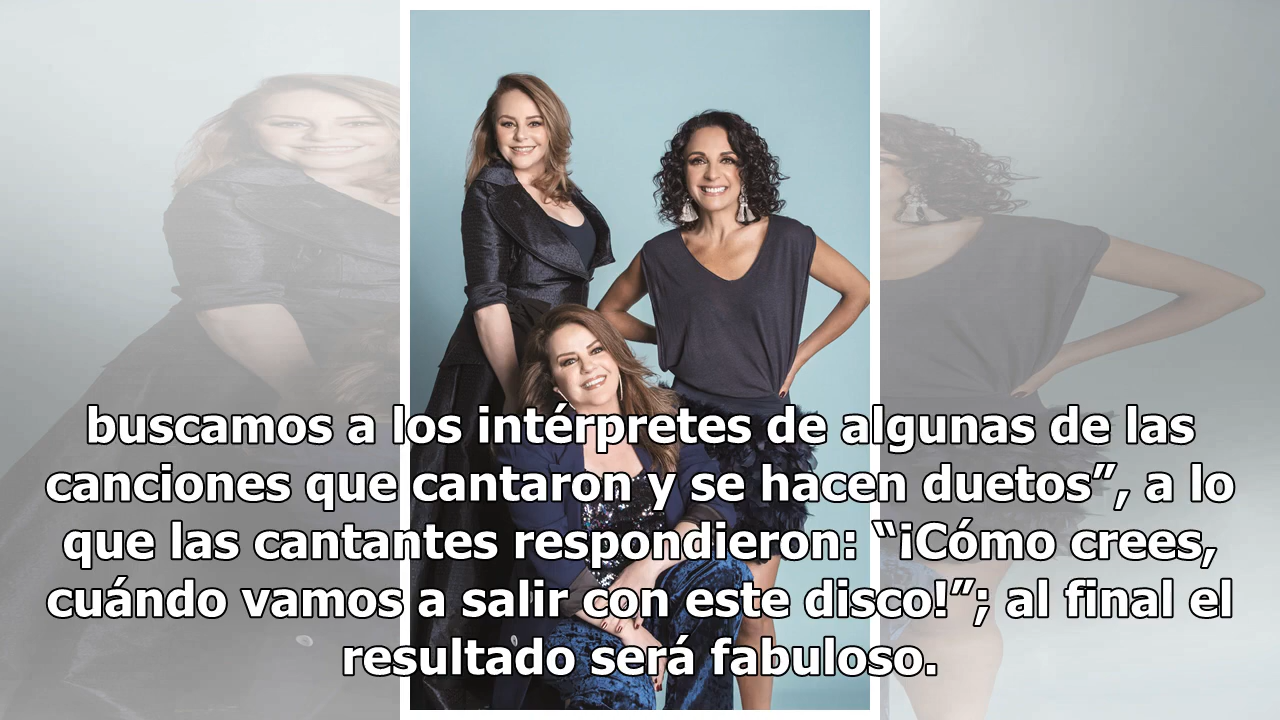 buscamos a los intérpretes de algunas de las
canciones que cantaron y se hacen duetos”, a lo
que las cantantes respondieron: “¡Cómo crees,
cuándo vamos a salir con este disco!”; al final el
resultado será fabuloso.